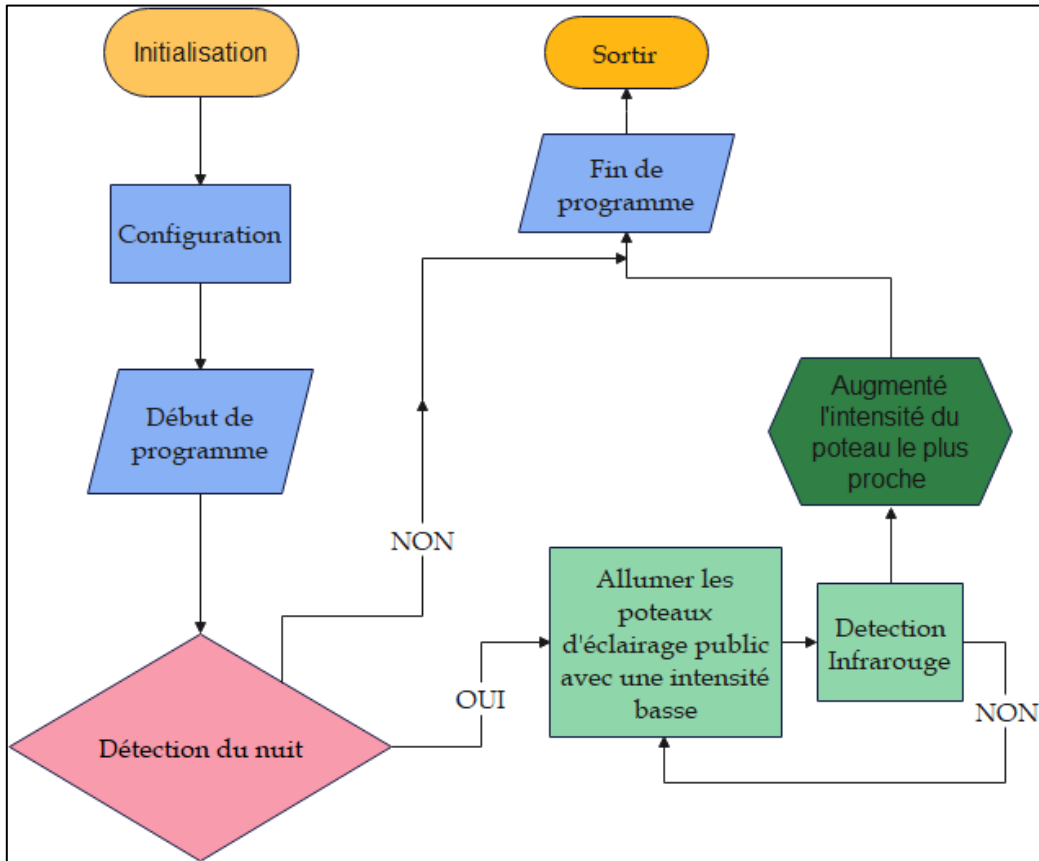 Initialisation
Sortir
Fin de
programme
Configuration
Début de
programme
Augmenté
l'intensité du
poteau le plus
proche
NON
Allumer les
poteaux
d'éclairage public
avec une intensité
basse
Detection
Infrarouge
OUI
NON
Détection du nuit